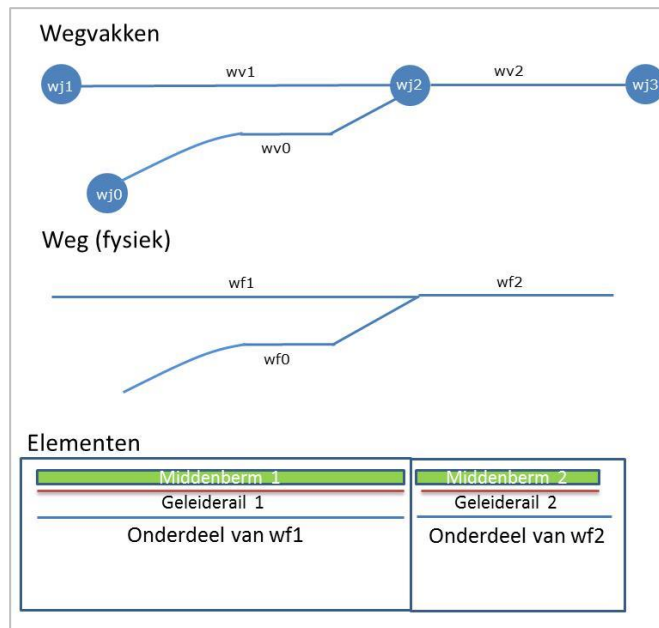 Wegvakken
wj1 wv1 wj2 wv2 wj3
wv0
wj0
Weg (fysiek)
wf1 wf2
wf0
Elementen
Middenberm 1 Middenberm 2
Geleiderail 1 Geleiderail 2
Onderdeel van wf1 Onderdeel van wf2